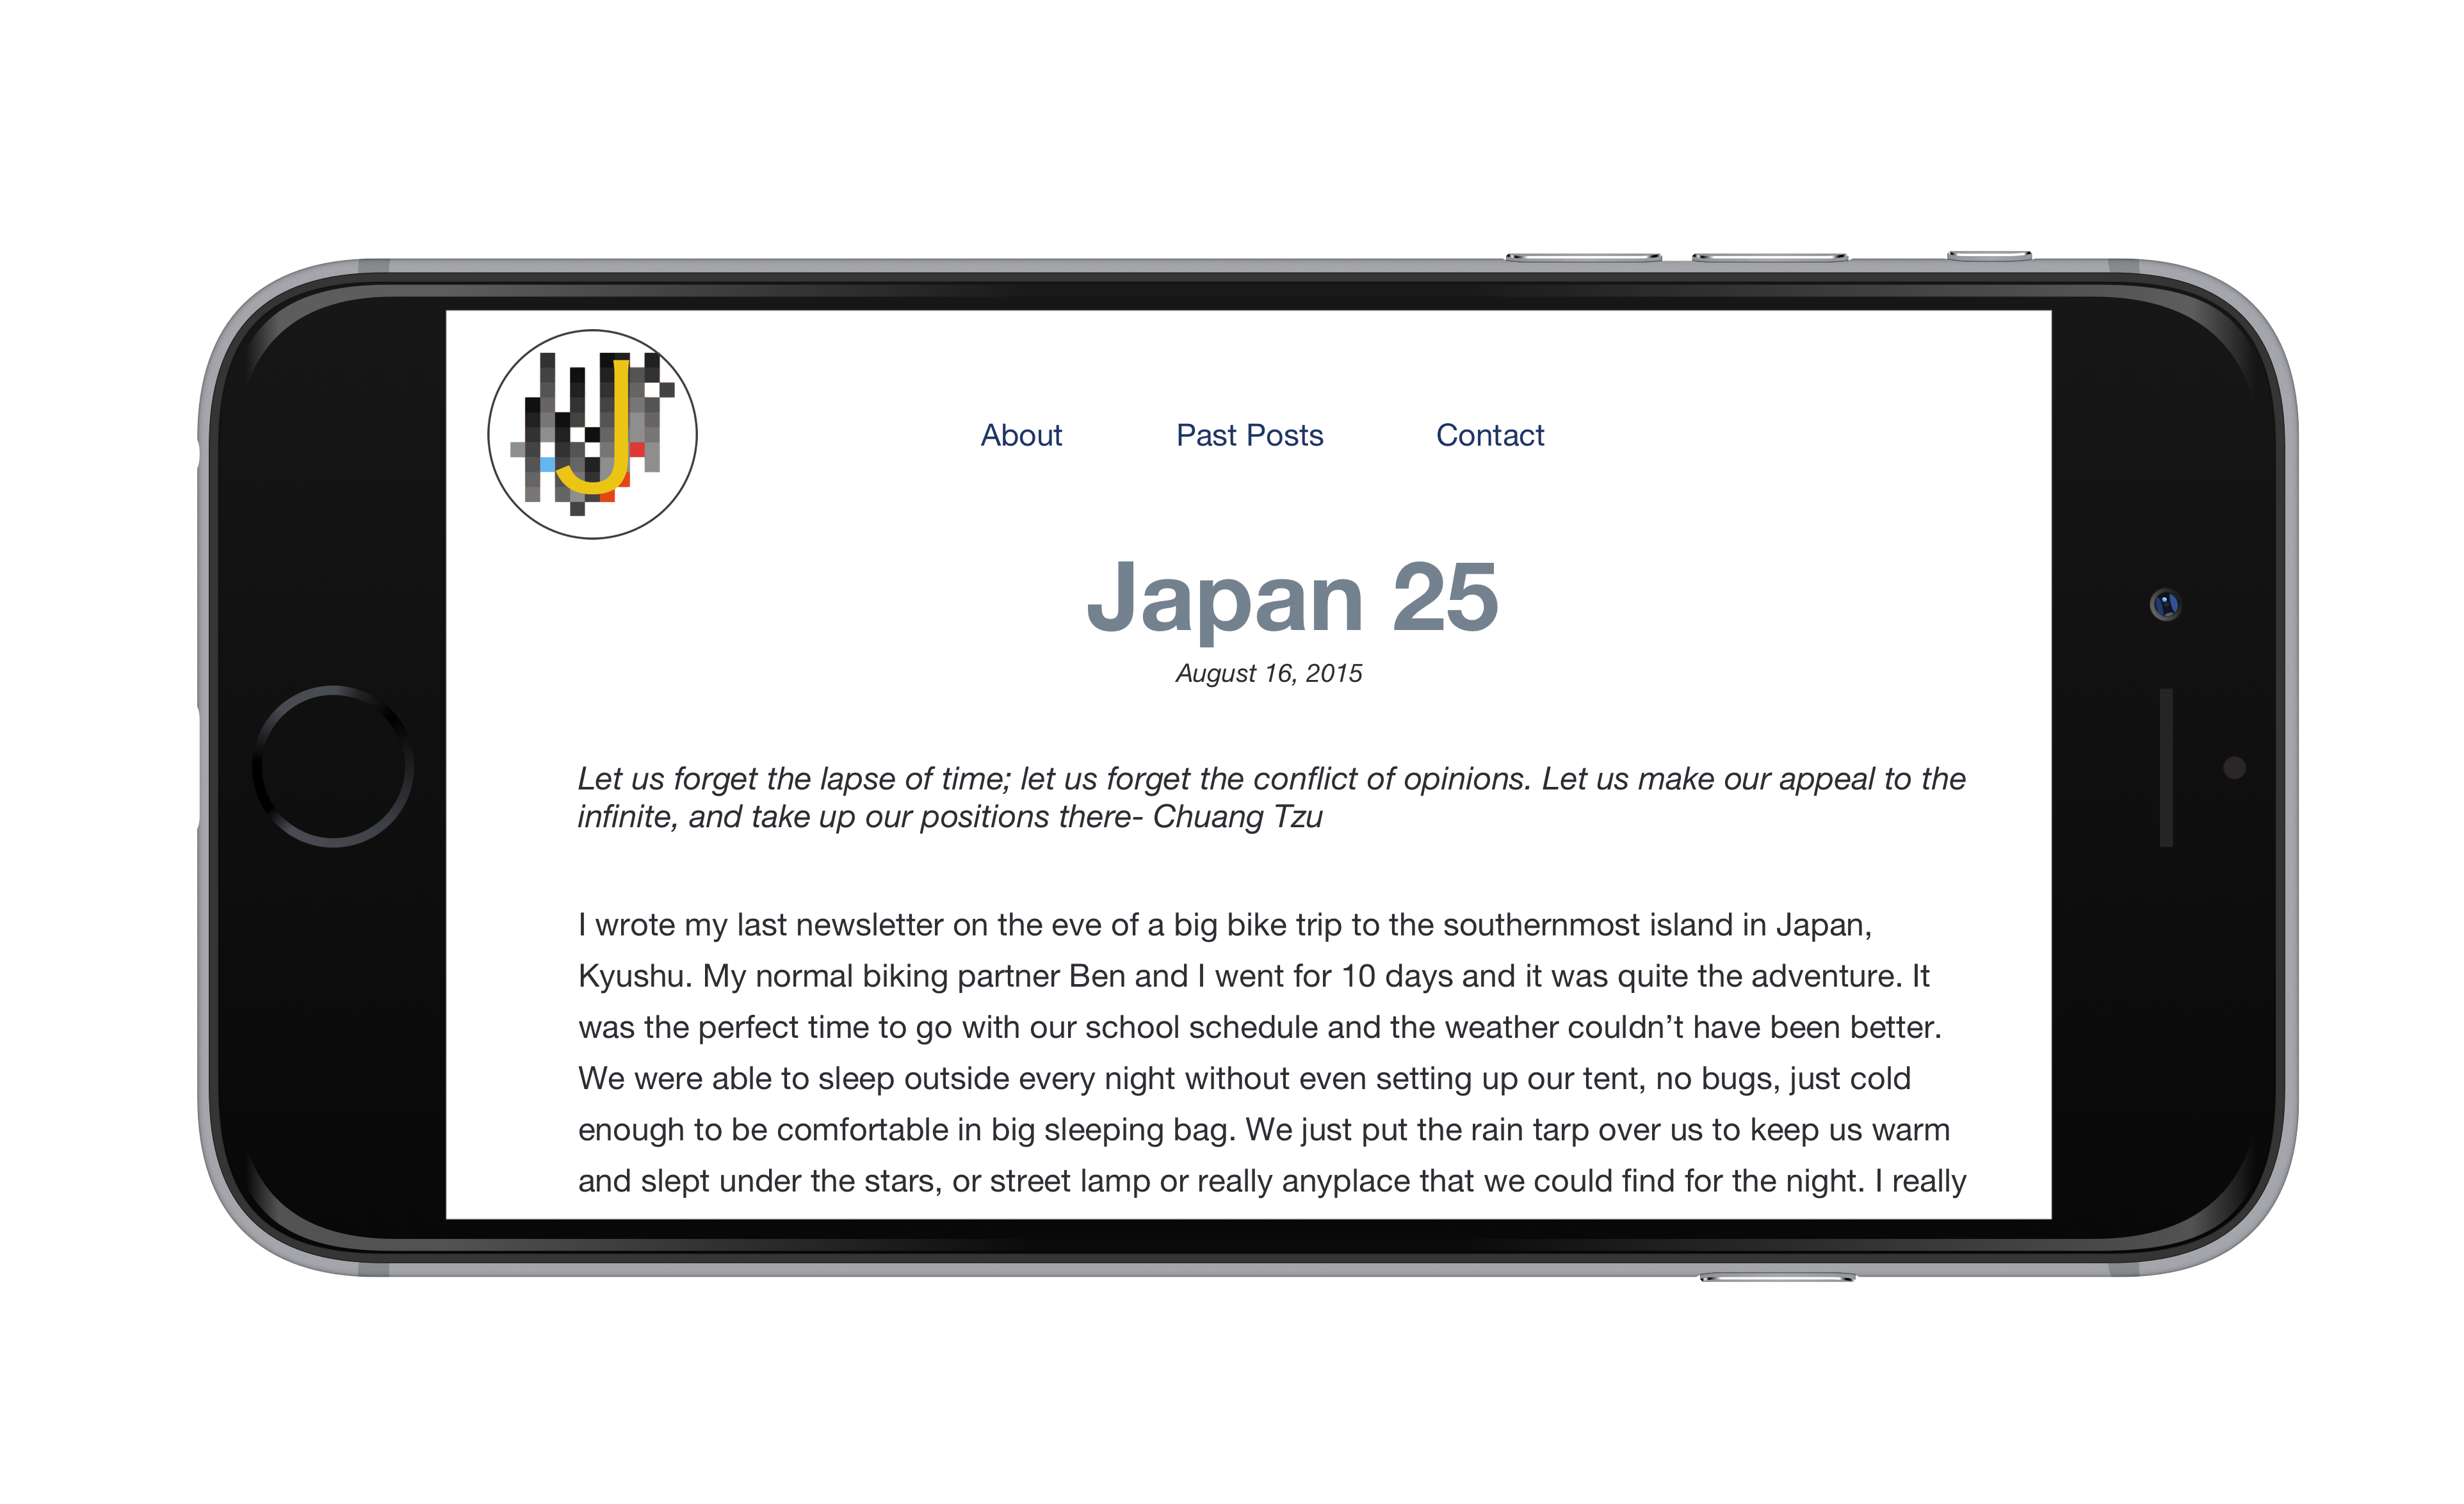 J
About Past Posts Contact
Japan 25
August 16, 2015
Let us forget the lapse of time; let us forget the conflict of opinions. Let us make our appeal to the
infinite, and take up our positions there- Chuang Tzu
I wrote my last newsletter on the eve of a big bike trip to the southernmost island in Japan,
Kyushu. My normal biking partner Ben and I went for 10 days and it was quite the adventure. It
was the perfect time to go with our school schedule and the weather couldn’t have been better.
We were able to sleep outside every night without even setting up our tent, no bugs, just cold
enough to be comfortable in big sleeping bag. We just put the rain tarp over us to keep us warm
and slept under the stars, or street lamp or really anyplace that we could find for the night. I really